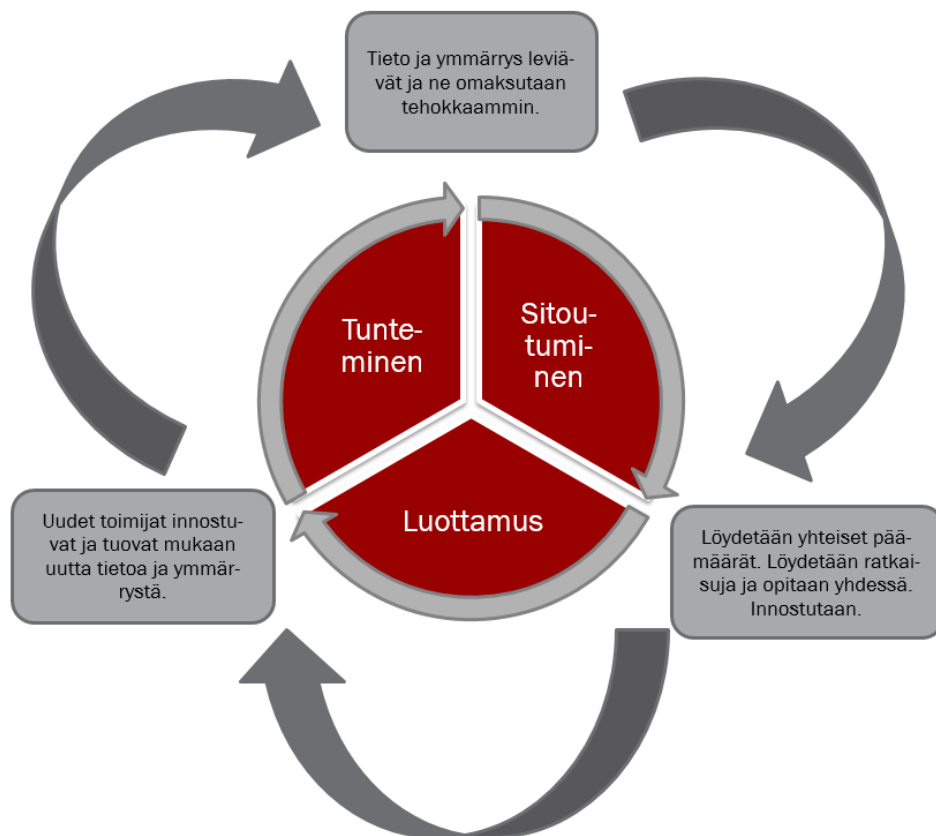 Tieto ja ymmärrys leviä-
vät ja ne omaksutaan
tehokkaammin.
Tunte-
minen
Sitou-
tumi-
nen
Luottamus
Uudet toimijat innostu-
vat ja tuovat mukaan
uutta tietoa ja ymmär-
rystä.
Löydetään yhteiset pää-
määrät. Löydetään ratkai-
suja ja opitaan yhdessä.
Innostutaan.